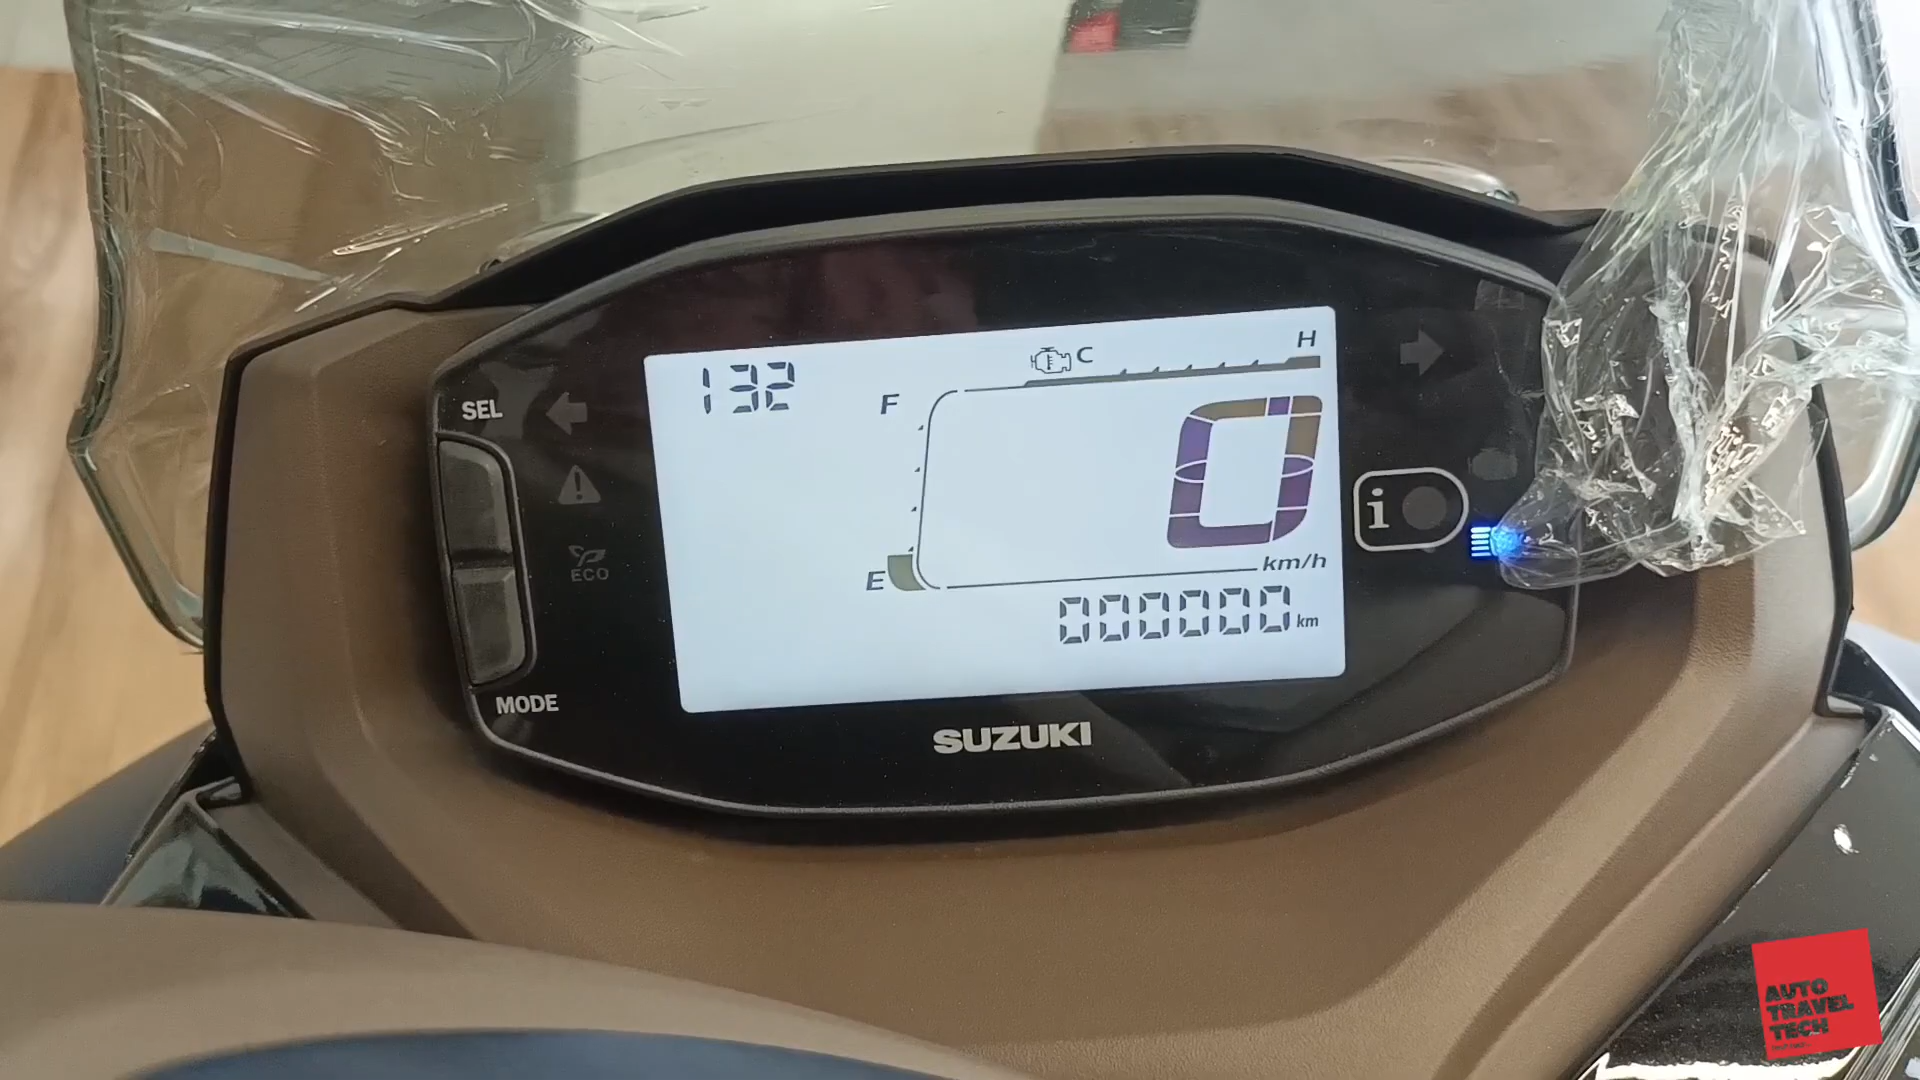 132
C
H
SEL
F
i
km/h
E
ECO
000000 km
0
MODE
SUZUKI
AUTO
TRAVEL
TECH